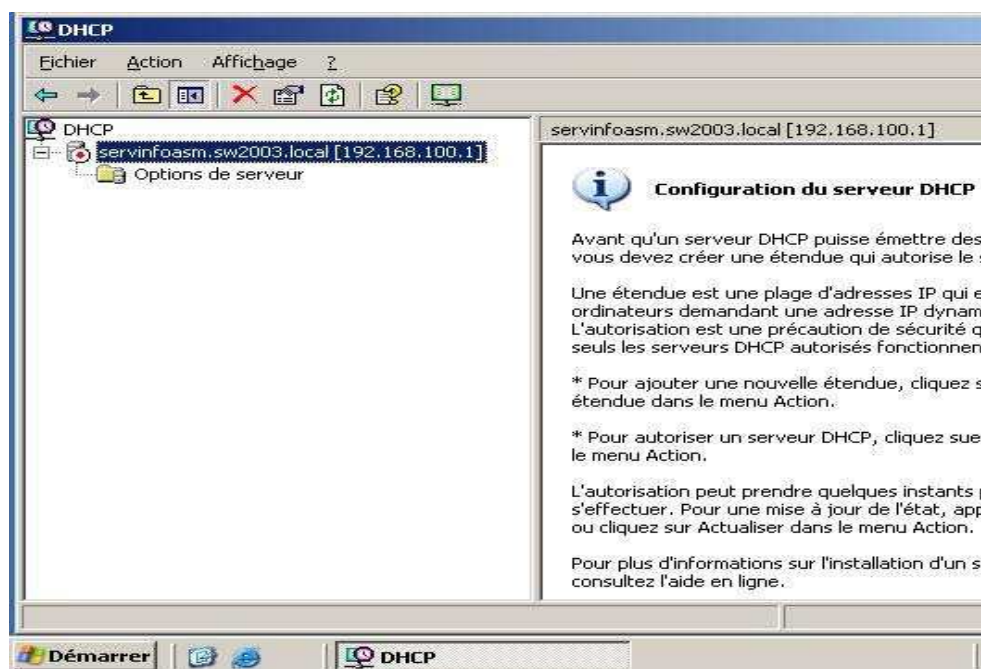 DHCP
Fichier Action Affichage ?
DHCP
servinfoasm.sw2003.local [192.168.100.1]
Options de serveur
servinfoasm.sw2003.local [192.168.100.1]
Configuration du serveur DHCP
Avant qu'un serveur DHCP puisse émettre des
vous devez créer une étendue qui autorise le
Une étendue est une plage d'adresses IP qui
ordinateurs demandant une adresse IP dynam
L'autorisation est une précaution de sécurité q
seuls les serveurs DHCP autorisés fonctionnen
* Pour ajouter une nouvelle étendue, cliquez s
étendue dans le menu Action.
* Pour autoriser un serveur DHCP, cliquez sue
le menu Action.
L'autorisation peut prendre quelques instants
s'effectuer. Pour une mise à jour de l'état, app
ou cliquez sur Actualiser dans le menu Action.
Pour plus d'informations sur l'installation d'un s
consultez l'aide en ligne.
Démarrer DHCP